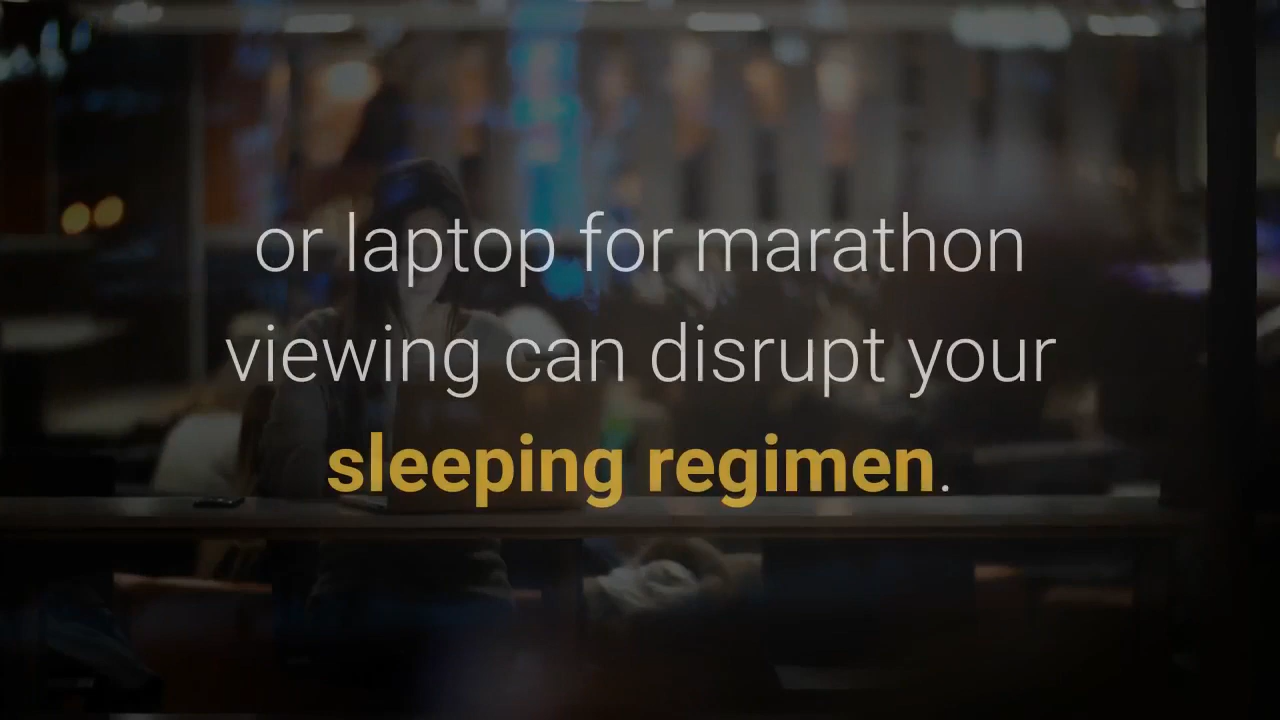 or laptop for marathon
viewing can disrupt your
sleeping regimen.